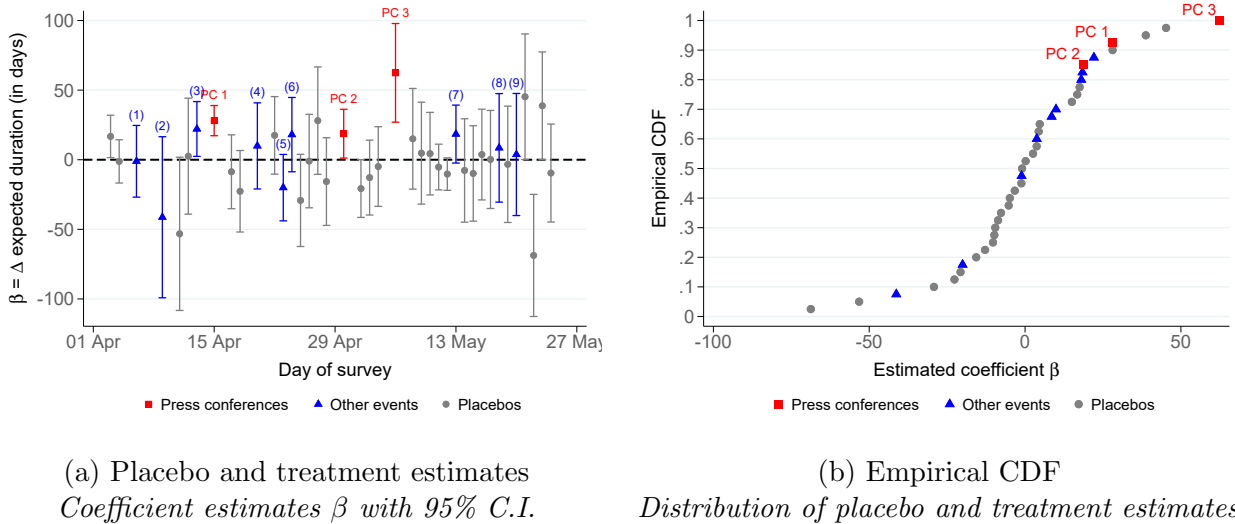 PC 3
100
50
0
-50
-100
(1)
(2)
(3)
PC 1
(4)
(5)
(6)
PC 2
(7)
(8)
(9)
β = Δ expected duration (in days)
01 Apr
15 Apr
29 Apr
13 May
27 May
Day of survey
Press conferences
Other events
Placebos
PC 3
PC 1
PC 2
1
.9
.8
.7
.6
.5
.4
.3
.2
.1
0
Empirical CDF
-100
-50
0
50
Estimated coefficient β
Press conferences
Other events
Placebos
(a) Placebo and treatment estimates
Coefficient estimates β with 95% C.I.
(b) Empirical CDF
Distribution of placebo and treatment estimates